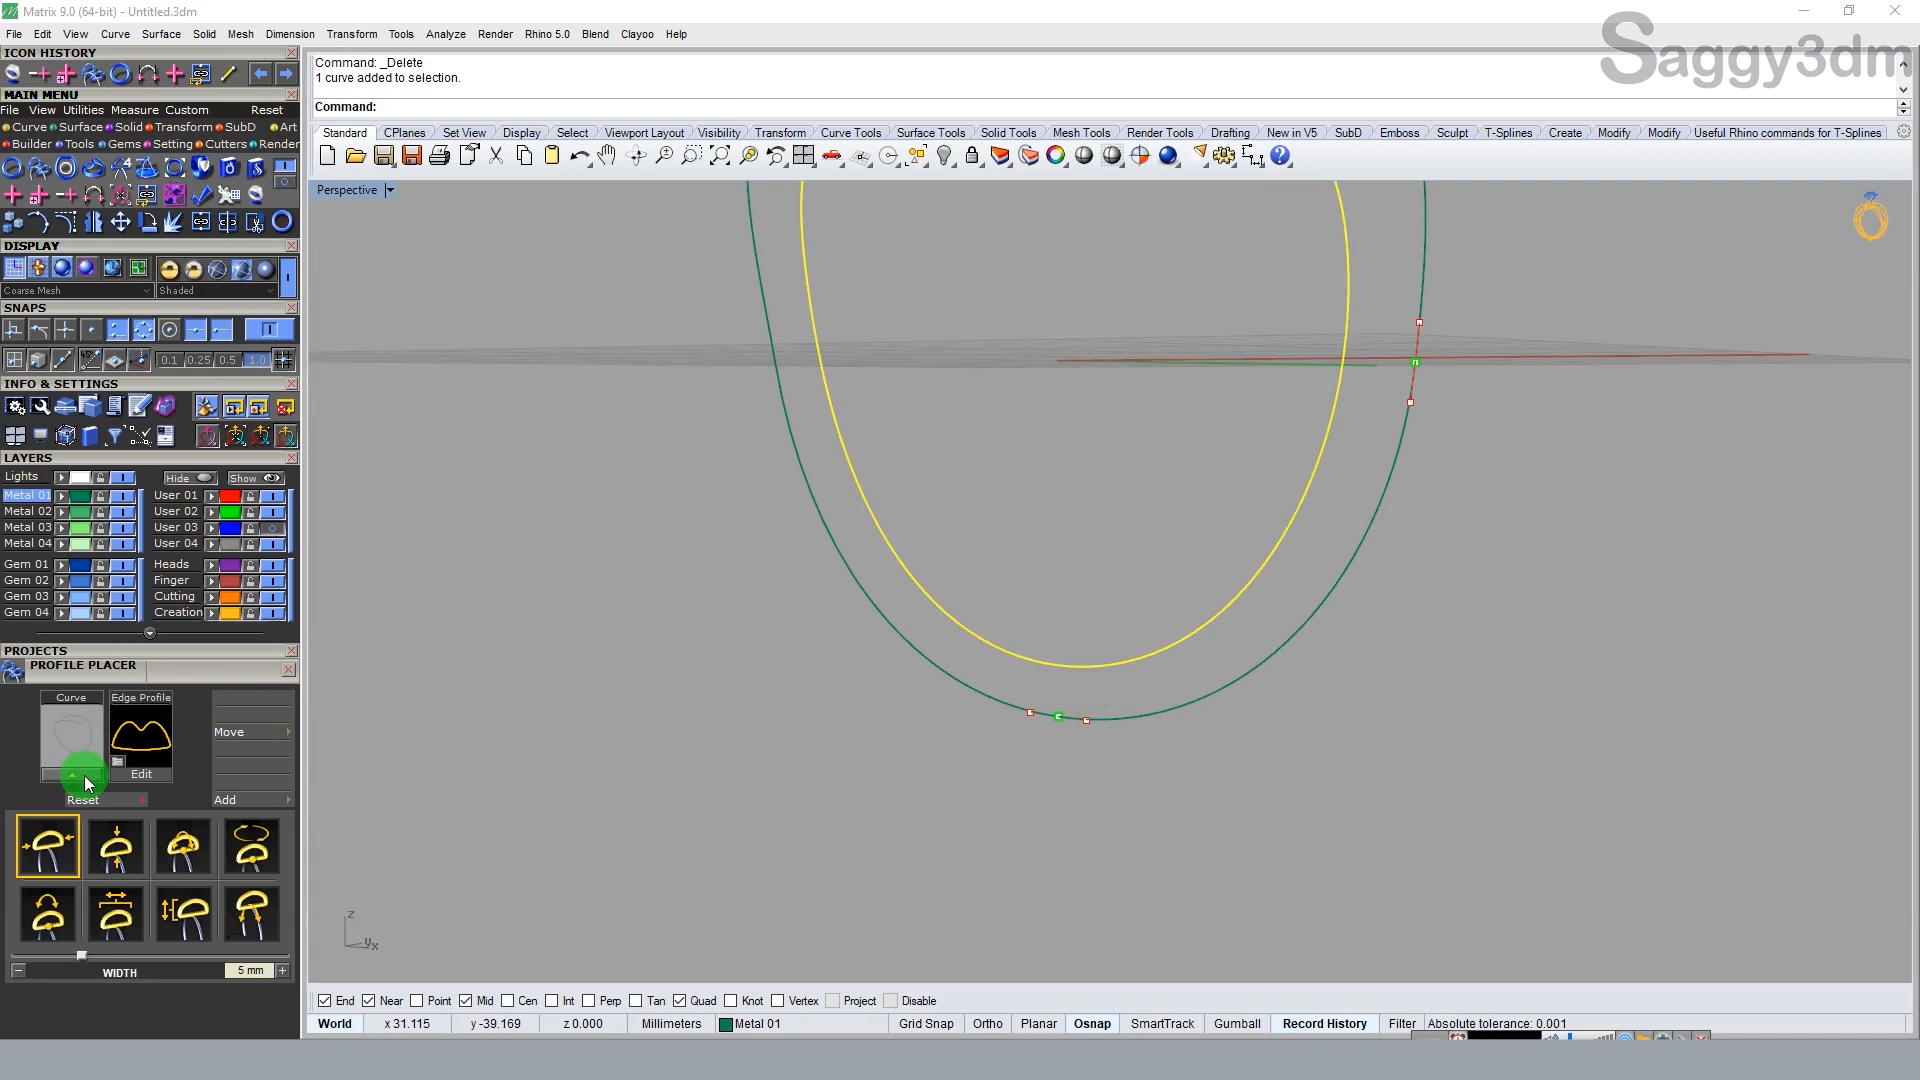 Matrix 9.0 (64-bit) - Untitled.3dm
File Edit View Curve Surface Solid Mesh Dimension Transform Tools Analyze Render Rhino 5.0 Blend Clayoo Help
Saggy3dm
ICON HISTORY
Command: _Delete
1 curve added to selection.
Command:
MAIN MENU
File View Utilities Measure Custom Reset
Curve Surface Solid Transform SubD Art
Builder Tools Gems Setting Cutters Render
Standard CPlanes Set View Display Select Viewport Layout Visibility Transform Curve Tools Surface Tools Solid Tools Mesh Tools Render Tools Drafting New in V5 SubD Emboss Sculpt T-Splines Create Modify Modify Useful Rhino commands for T-Splines
Perspective
DISPLAY
Coarse Mesh Shaded
SNAPS
0.1 0.25 0.5 1.0
INFO & SETTINGS
LAYERS
Lights Hide Show
Metal 01 User 01
Metal 02 User 02
Metal 03 User 03
Metal 04 User 04
Gem 01 Heads
Gem 02 Finger
Gem 03 Cutting
Gem 04 Creation
PROJECTS
PROFILE PLACER
Curve Edge Profile
Move
Edit
Reset Add
WIDTH 5 mm
z
y x
End Near Point Mid Cen Int Perp Tan Quad Knot Vertex Project Disable
World x 31.115 y -39.169 z 0.000 Millimeters Metal 01 Grid Snap Ortho Planar Osnap SmartTrack Gumball Record History Filter Absolute tolerance: 0.001